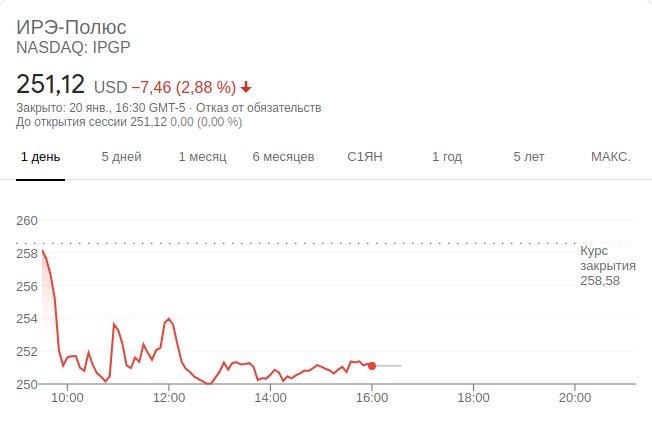 ИРЭ-Полюс
NASDAQ: IPGP
251,12 USD −7,46 (2,88 %)
Закрыто: 20 янв., 16:30 GMT-5 · Отказ от обязательств
До открытия сессии 251,12 0,00 (0,00 %)
1 день 5 дней 1 месяц 6 месяцев С1ЯН 1 год 5 лет МАКС.
260
258
256
254
252
250
Курс
закрытия
258,58
10:00 12:00 14:00 16:00 18:00 20:00